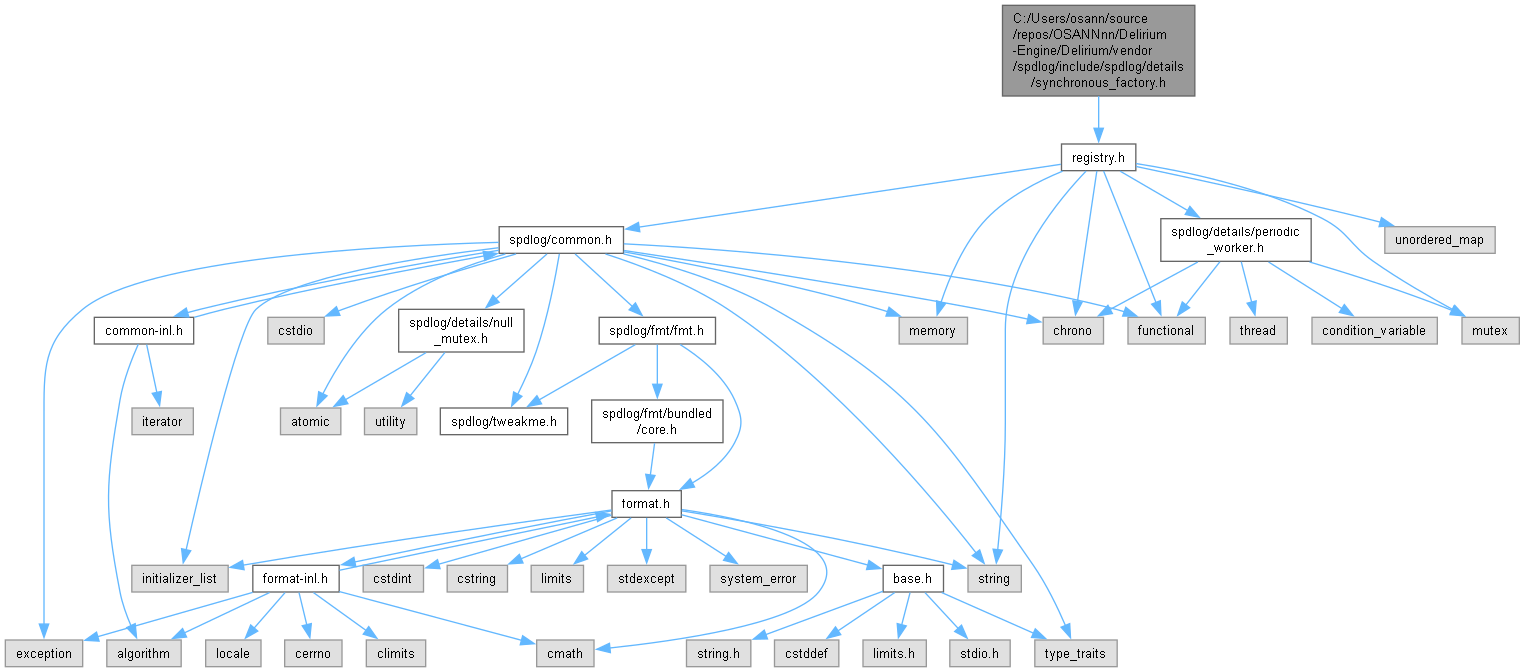 C:/Users/osann/source
/repos/OSANNnn/Delirium
-Engine/Delirium/vendor
/spdlog/include/spdlog/details
/synchronous_factory.h
registry.h
spdlog/common.h
spdlog/details/periodic
_worker.h
unordered_map
common-inl.h
cstdio
spdlog/details/null
_mutex.h
spdlog/fmt/fmt.h
memory
chrono
functional
thread
condition_variable
mutex
iterator
atomic
utility
spdlog/tweakme.h
spdlog/fmt/bundled
/core.h
format.h
initializer_list
format-inl.h
cstdint
cstring
limits
stdexcept
system_error
base.h
string
exception
algorithm
locale
cerrno
climits
cmath
string.h
cstddef
limits.h
stdio.h
type_traits